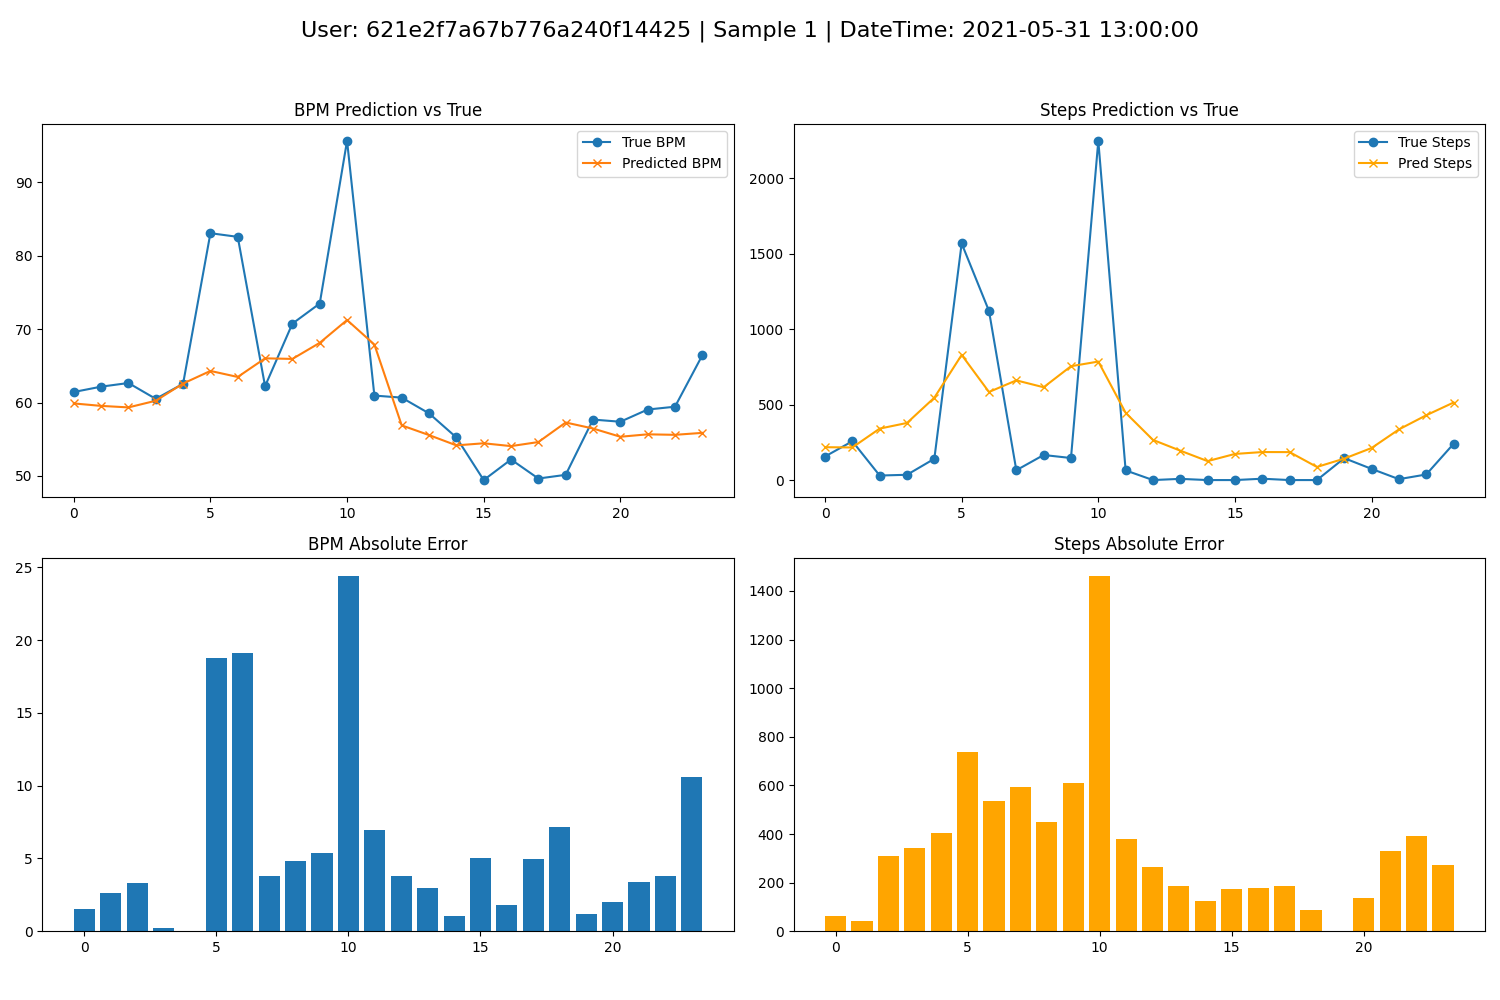 User: 621e2f7a67b776a240f14425 | Sample 1 | DateTime: 2021-05-31 13:00:00
BPM Prediction vs True
True BPM
Predicted BPM
90
80
70
60
50
0 5 10 15 20
Steps Prediction vs True
True Steps
Pred Steps
2000
1500
1000
500
0
0 5 10 15 20
BPM Absolute Error
25
20
15
10
5
0
0 5 10 15 20
Steps Absolute Error
1400
1200
1000
800
600
400
200
0
0 5 10 15 20